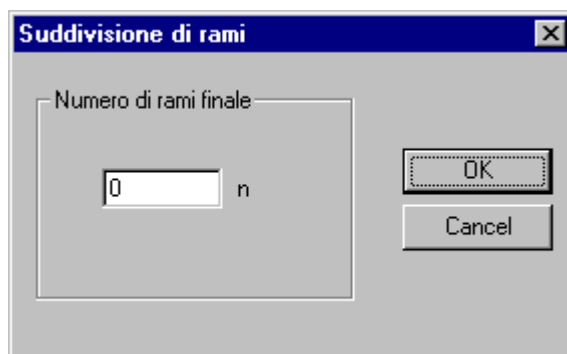 Suddivisione di rami
Numero di rami finale
0 n
OK
Cancel